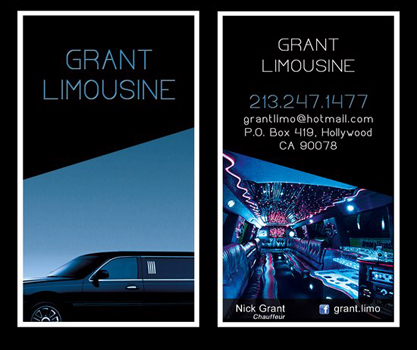 GRANT
LIMOUSINE
GRANT
LIMOUSINE
213.247.1477
grantlimo@hotmail.com
P.O. Box 419, Hollywood
CA 90078
Nick Grant
Chauffeur
f grant.limo